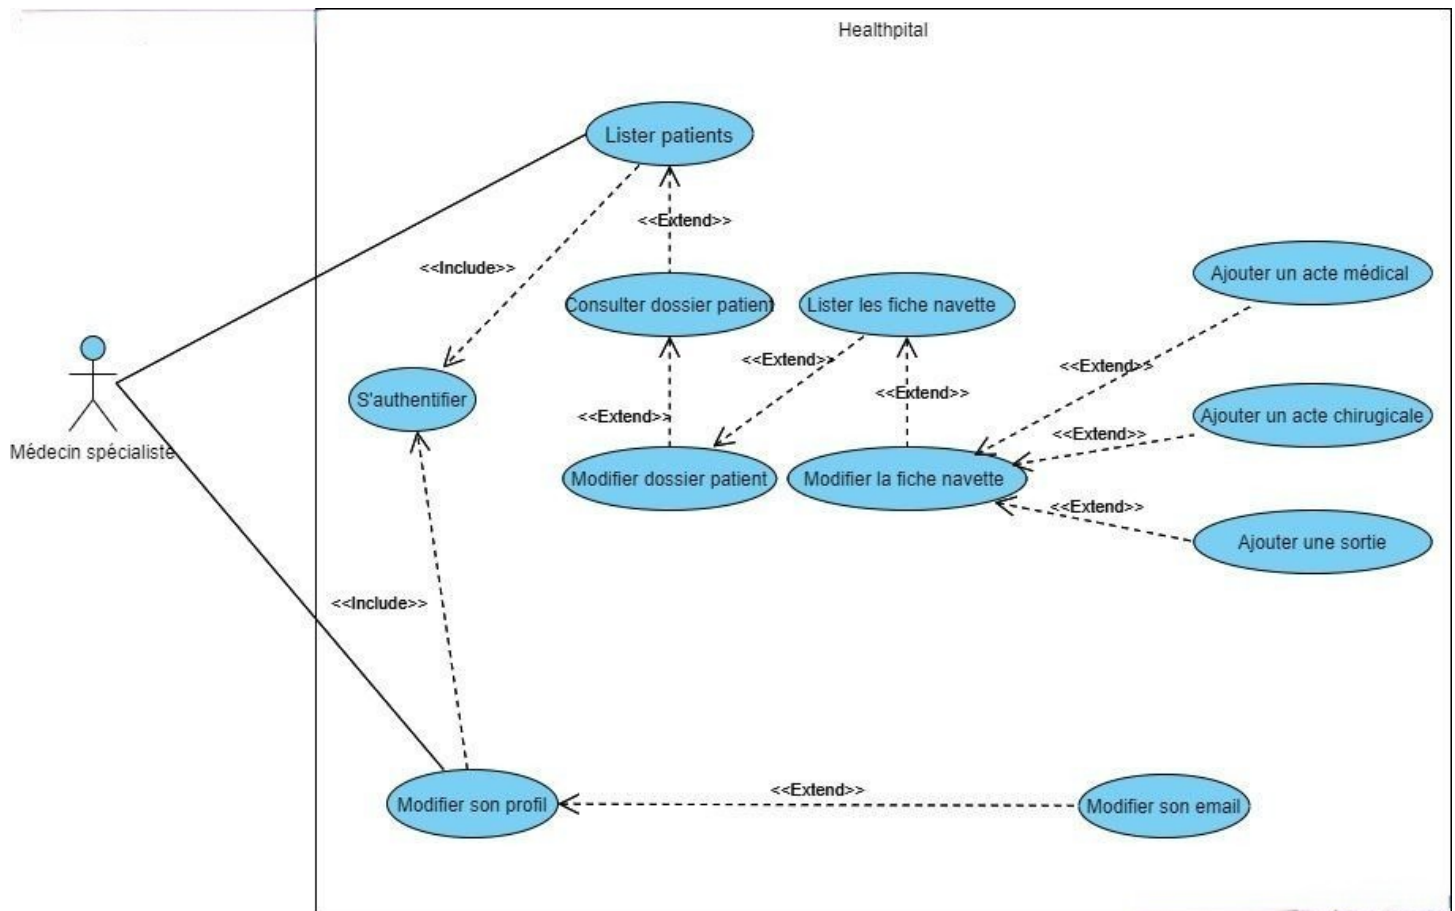 Healthpital
Lister patients
<<Extend>>
<<Include>>
Consulter dossier patient
Lister les fiche navette
Ajouter un acte médical
<<Extend>>
<<Extend>>
S'authentifier
<<Extend>>
<<Extend>>
Ajouter un acte chirugicale
<<Extend>>
Médecin spécialiste
Modifier dossier patient
Modifier la fiche navette
<<Extend>>
Ajouter une sortie
<<Include>>
<<Extend>>
Modifier son profil
Modifier son email